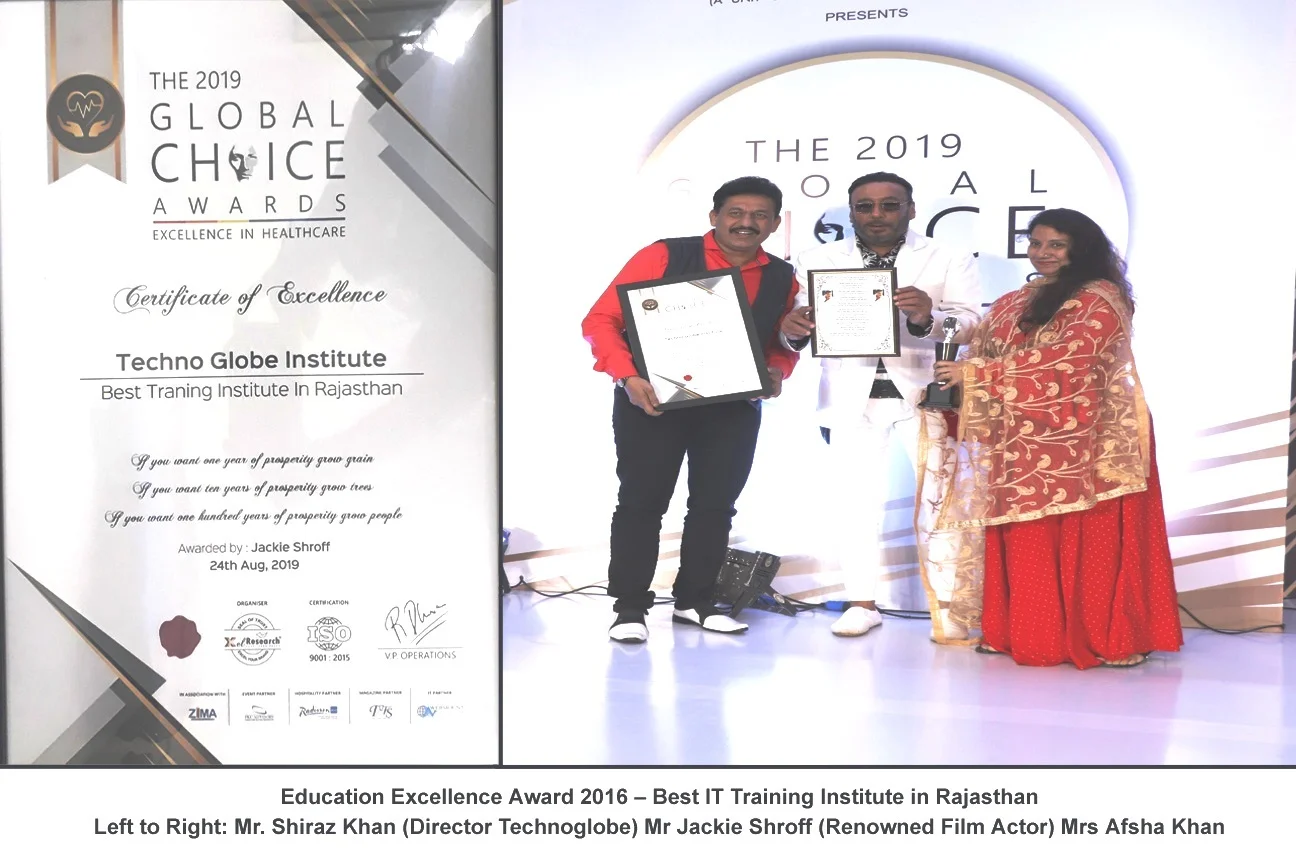 THE 2019
GLOBAL
CHOICE
AWARDS
EXCELLENCE IN HEALTHCARE
Certificate of Excellence
Techno Globe Institute
Best Traning Institute In Rajasthan
If you want one year of prosperity grow grain
If you want ten years of prosperity grow trees
If you want one hundred years of prosperity grow people
Awarded by : Jackie Shroff
24th Aug, 2019
ORGANISER
CERTIFICATION
SEAL OF TRUST
Research
ISO
9001 : 2015
V.P. OPERATIONS
IN ASSOCIATION WITH
EVENT PARTNER
HOSPITALITY PARTNER
MAGAZINE PARTNER
IT PARTNER
ZIMA
Radisson
PRESENTS
THE 2019
G O A L
CE
Education Excellence Award 2016 – Best IT Training Institute in Rajasthan
Left to Right: Mr. Shiraz Khan (Director Technoglobe) Mr Jackie Shroff (Renowned Film Actor) Mrs Afsha Khan